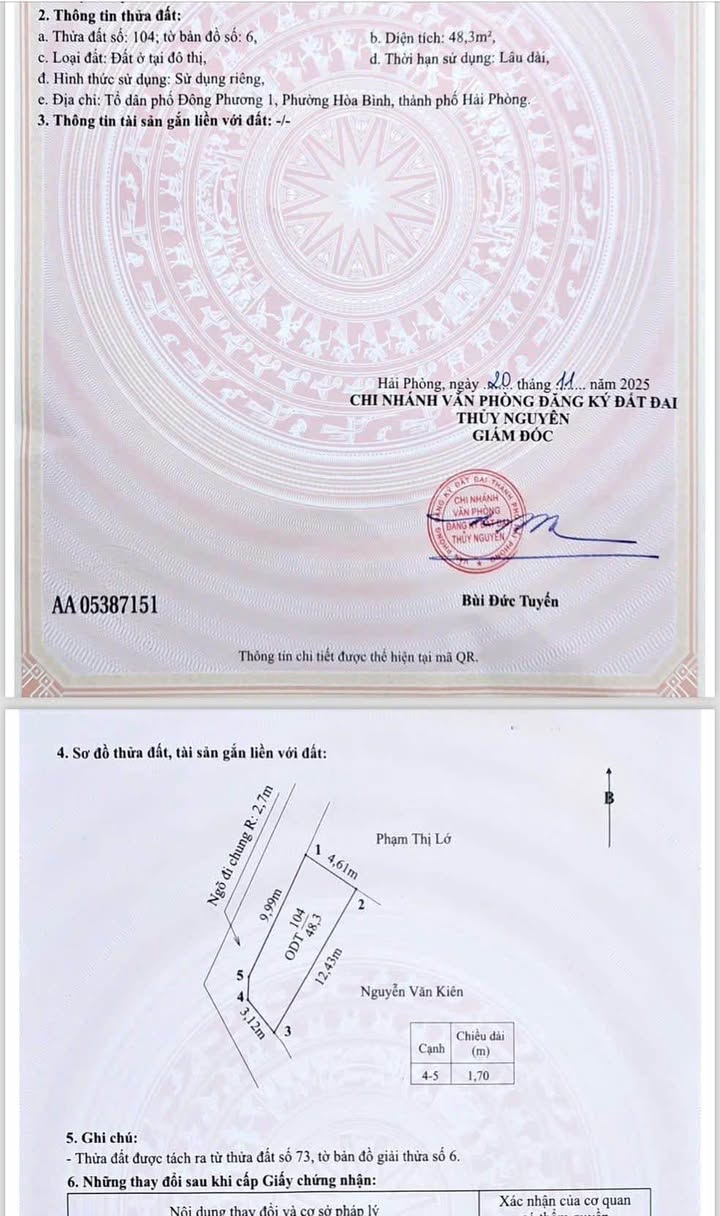 2. Thông tin thửa đất:
a. Thửa đất số: 104; tờ bản đồ số: 6,
b. Diện tích: 48,3m²,
c. Loại đất: Đất ở tại đô thị,
d. Thời hạn sử dụng: Lâu dài,
đ. Hình thức sử dụng: Sử dụng riêng,
e. Địa chỉ: Tổ dân phố Đông Phương 1, Phường Hòa Bình, thành phố Hải Phòng.
3. Thông tin tài sản gắn liền với đất: -/-
Hải Phòng, ngày 20 tháng 11 năm 2025
CHI NHÁNH VĂN PHÒNG ĐĂNG KÝ ĐẤT ĐAI
THỦY NGUYÊN
GIÁM ĐỐC
CHI NHÁNH
VĂN PHÒNG
ĐĂNG KÝ ĐẤT ĐAI
THỦY NGUYÊN
AA 05387151
Bùi Đức Tuyến
Thông tin chi tiết được thể hiện tại mã QR.
4. Sơ đồ thửa đất, tài sản gắn liền với đất:
B
Ngõ đi chung R: 2,7m
Phạm Thị Lớ
1
4,61m
2
9,99m
ODT 104
48,3
12,43m
5
4
3,12m
3
Nguyễn Văn Kiên
Cạnh
Chiều dài
(m)
4-5
1,70
5. Ghi chú:
- Thửa đất được tách ra từ thửa đất số 73, tờ bản đồ giải thửa số 6.
6. Những thay đổi sau khi cấp Giấy chứng nhận:
Nội dung thay đổi và cơ sở pháp lý
Xác nhận của cơ quan